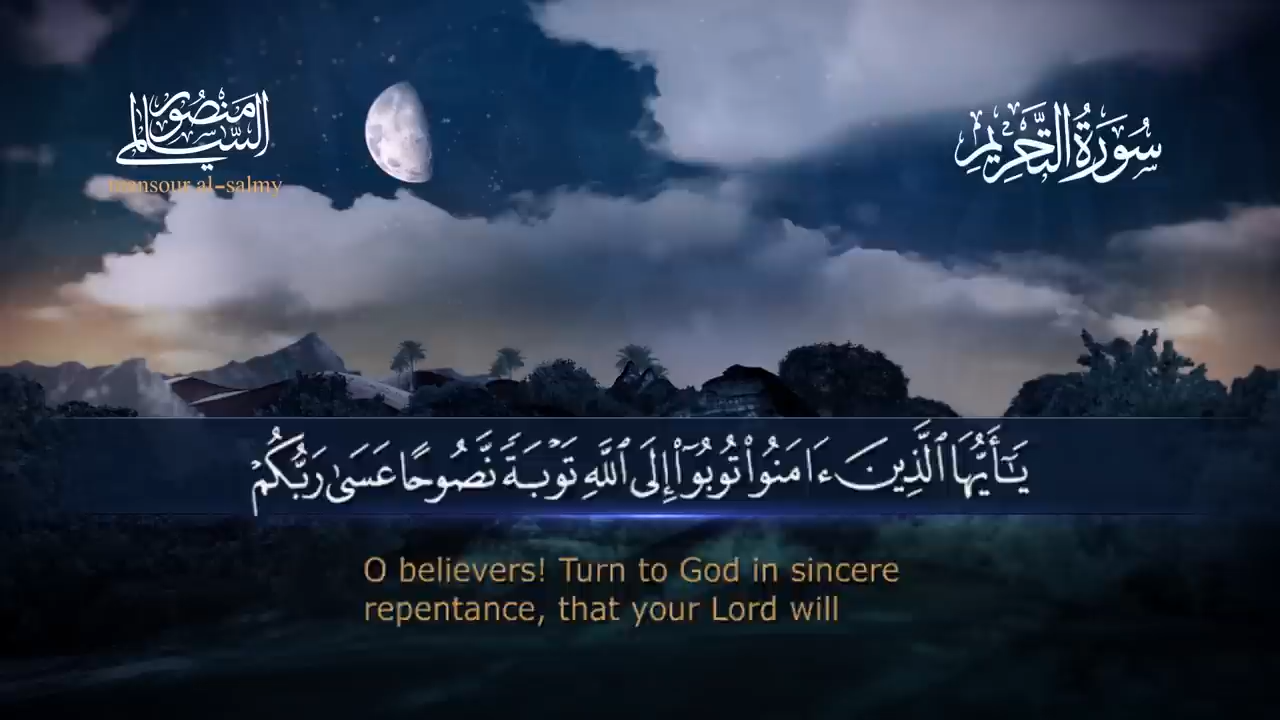 منصور
السالمي
mansour al-salmy
سُورَةُ التَّحْرِيمِ
يَٰٓأَيُّهَا ٱلَّذِينَ ءَامَنُوا۟ تُوبُوٓا۟ إِلَى ٱللَّهِ تَوْبَةً نَّصُوحًا عَسَىٰ رَبُّكُمْ
O believers! Turn to God in sincere
repentance, that your Lord will